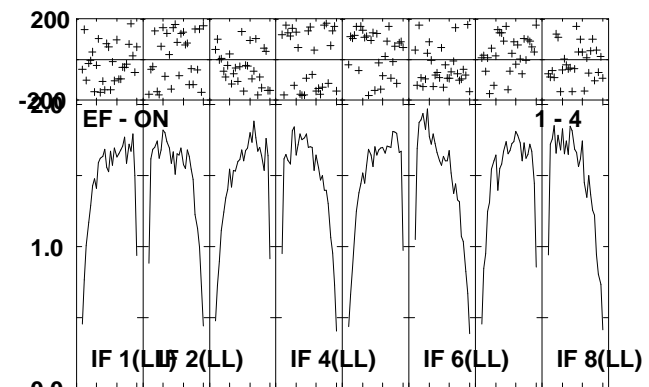 200
-200
2.0
EF - ON
1 - 4
1.0
IF 1(LL) IF 2(LL) IF 4(LL) IF 6(LL) IF 8(LL)
0.0